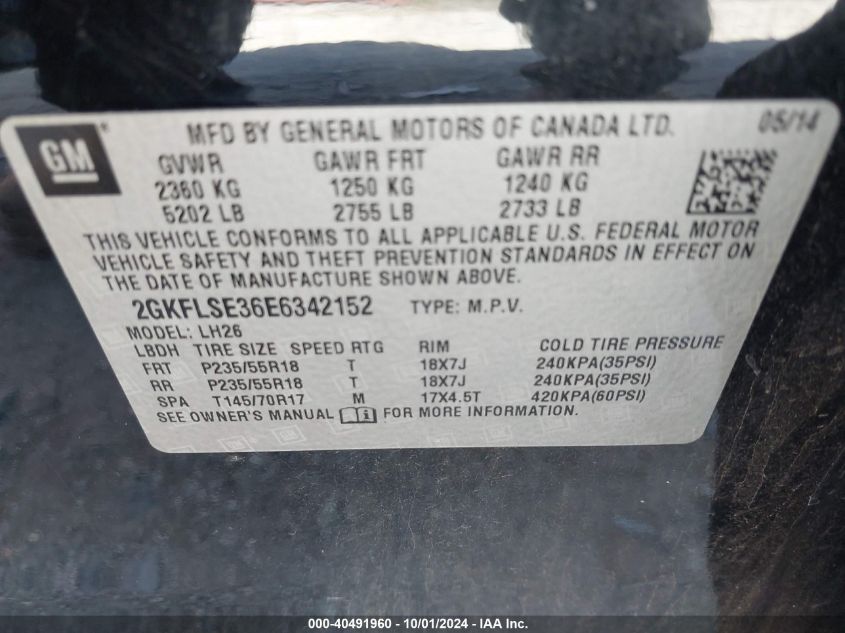 GM® MFD BY GENERAL MOTORS OF CANADA LTD. 05/14
GVWR GAWR FRT GAWR RR
2360 KG 1250 KG 1240 KG
5202 LB 2755 LB 2733 LB
THIS VEHICLE CONFORMS TO ALL APPLICABLE U.S. FEDERAL MOTOR
VEHICLE SAFETY AND THEFT PREVENTION STANDARDS IN EFFECT ON
THE DATE OF MANUFACTURE SHOWN ABOVE.
2GKFLSE36E6342152 TYPE: M.P.V.
MODEL: LH26
LBDH TIRE SIZE SPEED RTG RIM COLD TIRE PRESSURE
FRT P235/55R18 T 18X7J 240KPA(35PSI)
RR P235/55R18 T 18X7J 240KPA(35PSI)
SPA T145/70R17 M 17X4.5T 420KPA(60PSI)
SEE OWNER'S MANUAL FOR MORE INFORMATION.
000-40491960 - 10/01/2024 - IAA Inc.